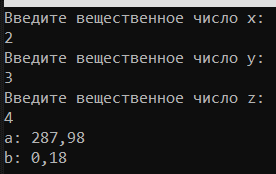 Введите вещественное число x:
2
Введите вещественное число y:
3
Введите вещественное число z:
4
a: 287,98
b: 0,18